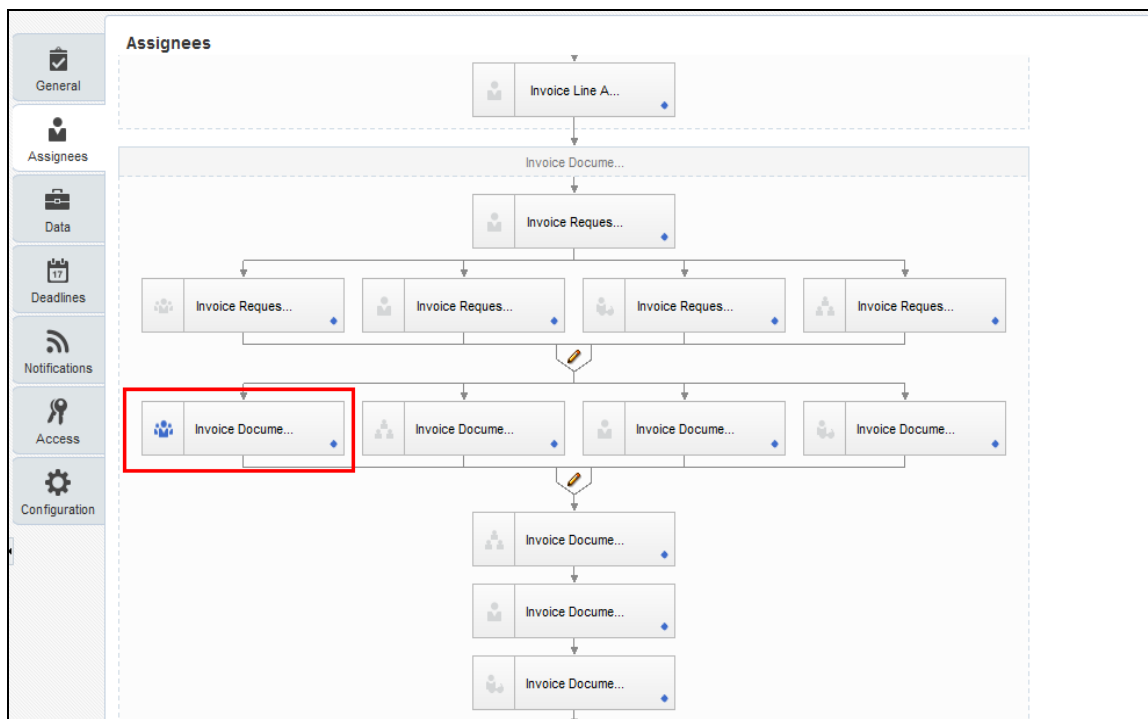 Assignees
General
Assignees
Data
17
Deadlines
Notifications
Access
Configuration
Invoice Line A...
Invoice Docume...
Invoice Reques...
Invoice Reques...
Invoice Reques...
Invoice Reques...
Invoice Reques...
Invoice Docume...
Invoice Docume...
Invoice Docume...
Invoice Docume...
Invoice Docume...
Invoice Docume...
Invoice Docume...